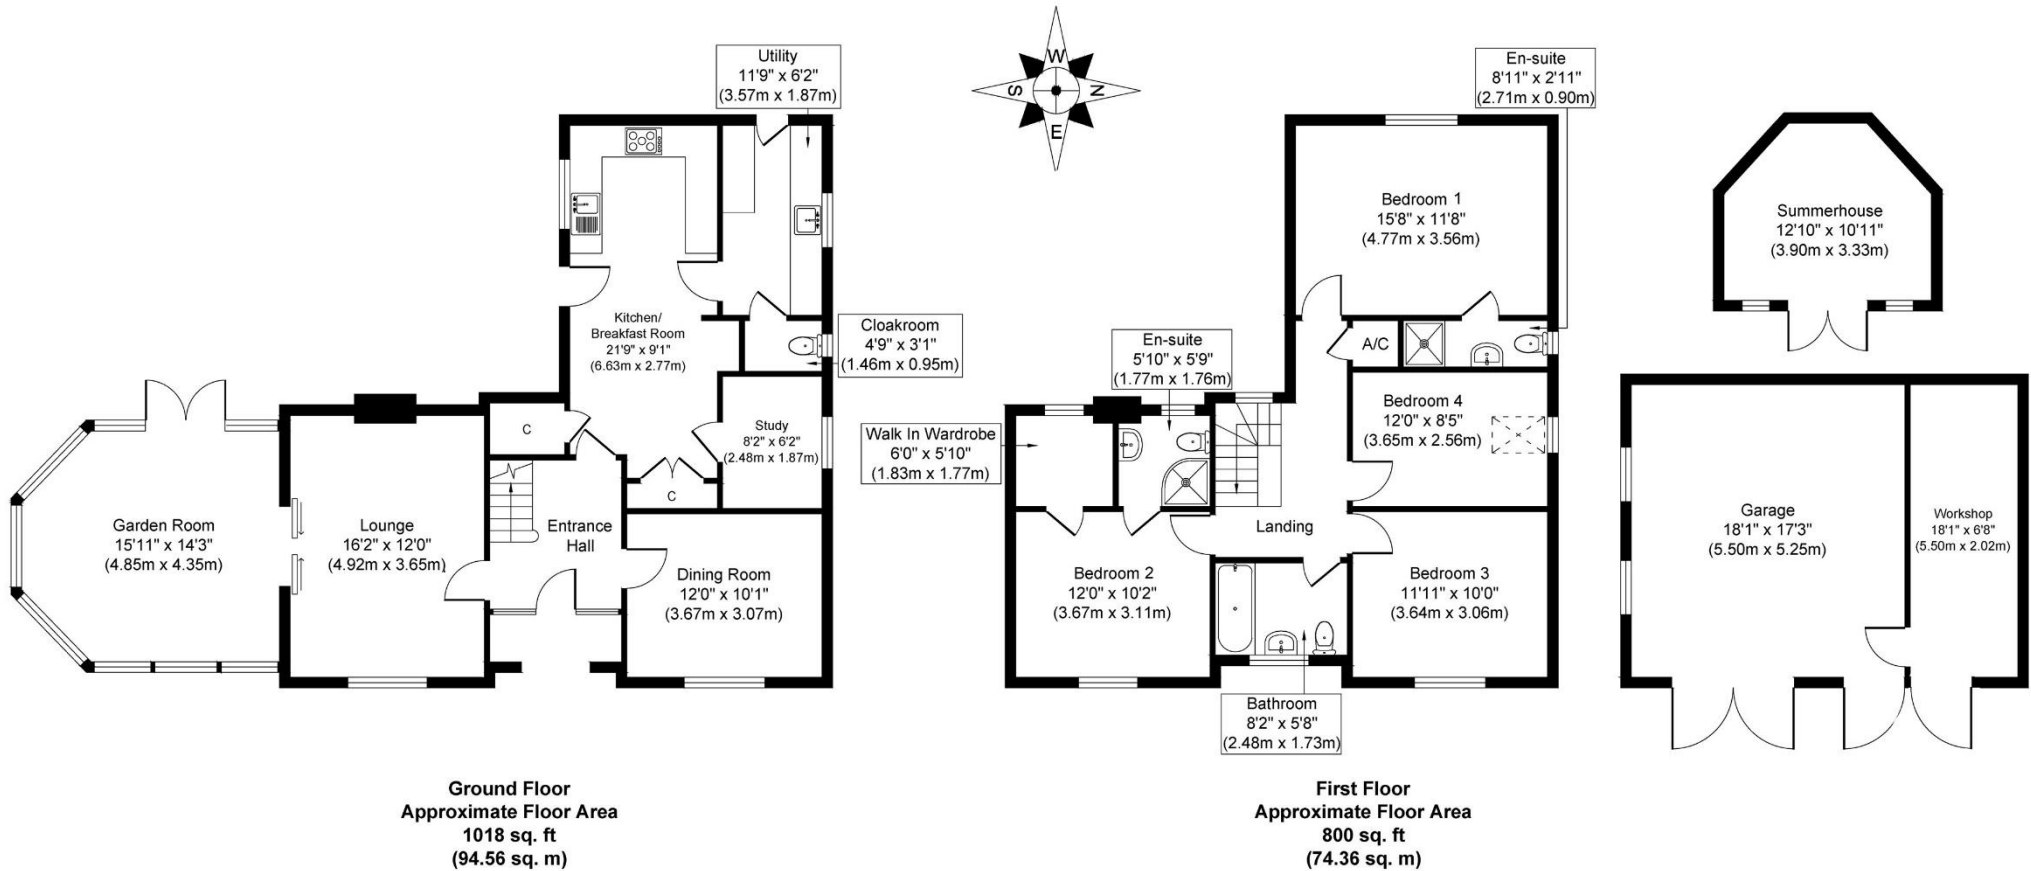 Utility
11'9" x 6'2"
(3.57m x 1.87m)
W
S
N
E
En-suite
8'11" x 2'11"
(2.71m x 0.90m)
Bedroom 1
15'8" x 11'8"
(4.77m x 3.56m)
Summerhouse
12'10" x 10'11"
(3.90m x 3.33m)
Kitchen/
Breakfast Room
21'9" x 9'1"
(6.63m x 2.77m)
Cloakroom
4'9" x 3'1"
(1.46m x 0.95m)
En-suite
5'10" x 5'9"
(1.77m x 1.76m)
A/C
Bedroom 4
12'0" x 8'5"
(3.65m x 2.56m)
C
Study
8'2" x 6'2"
(2.48m x 1.87m)
Walk In Wardrobe
6'0" x 5'10"
(1.83m x 1.77m)
C
Garden Room
15'11" x 14'3"
(4.85m x 4.35m)
Lounge
16'2" x 12'0"
(4.92m x 3.65m)
Entrance
Hall
Landing
Garage
18'1" x 17'3"
(5.50m x 5.25m)
Workshop
18'1" x 6'8"
(5.50m x 2.02m)
Dining Room
12'0" x 10'1"
(3.67m x 3.07m)
Bedroom 2
12'0" x 10'2"
(3.67m x 3.11m)
Bedroom 3
11'11" x 10'0"
(3.64m x 3.06m)
Bathroom
8'2" x 5'8"
(2.48m x 1.73m)
Ground Floor
Approximate Floor Area
1018 sq. ft
(94.56 sq. m)
First Floor
Approximate Floor Area
800 sq. ft
(74.36 sq. m)